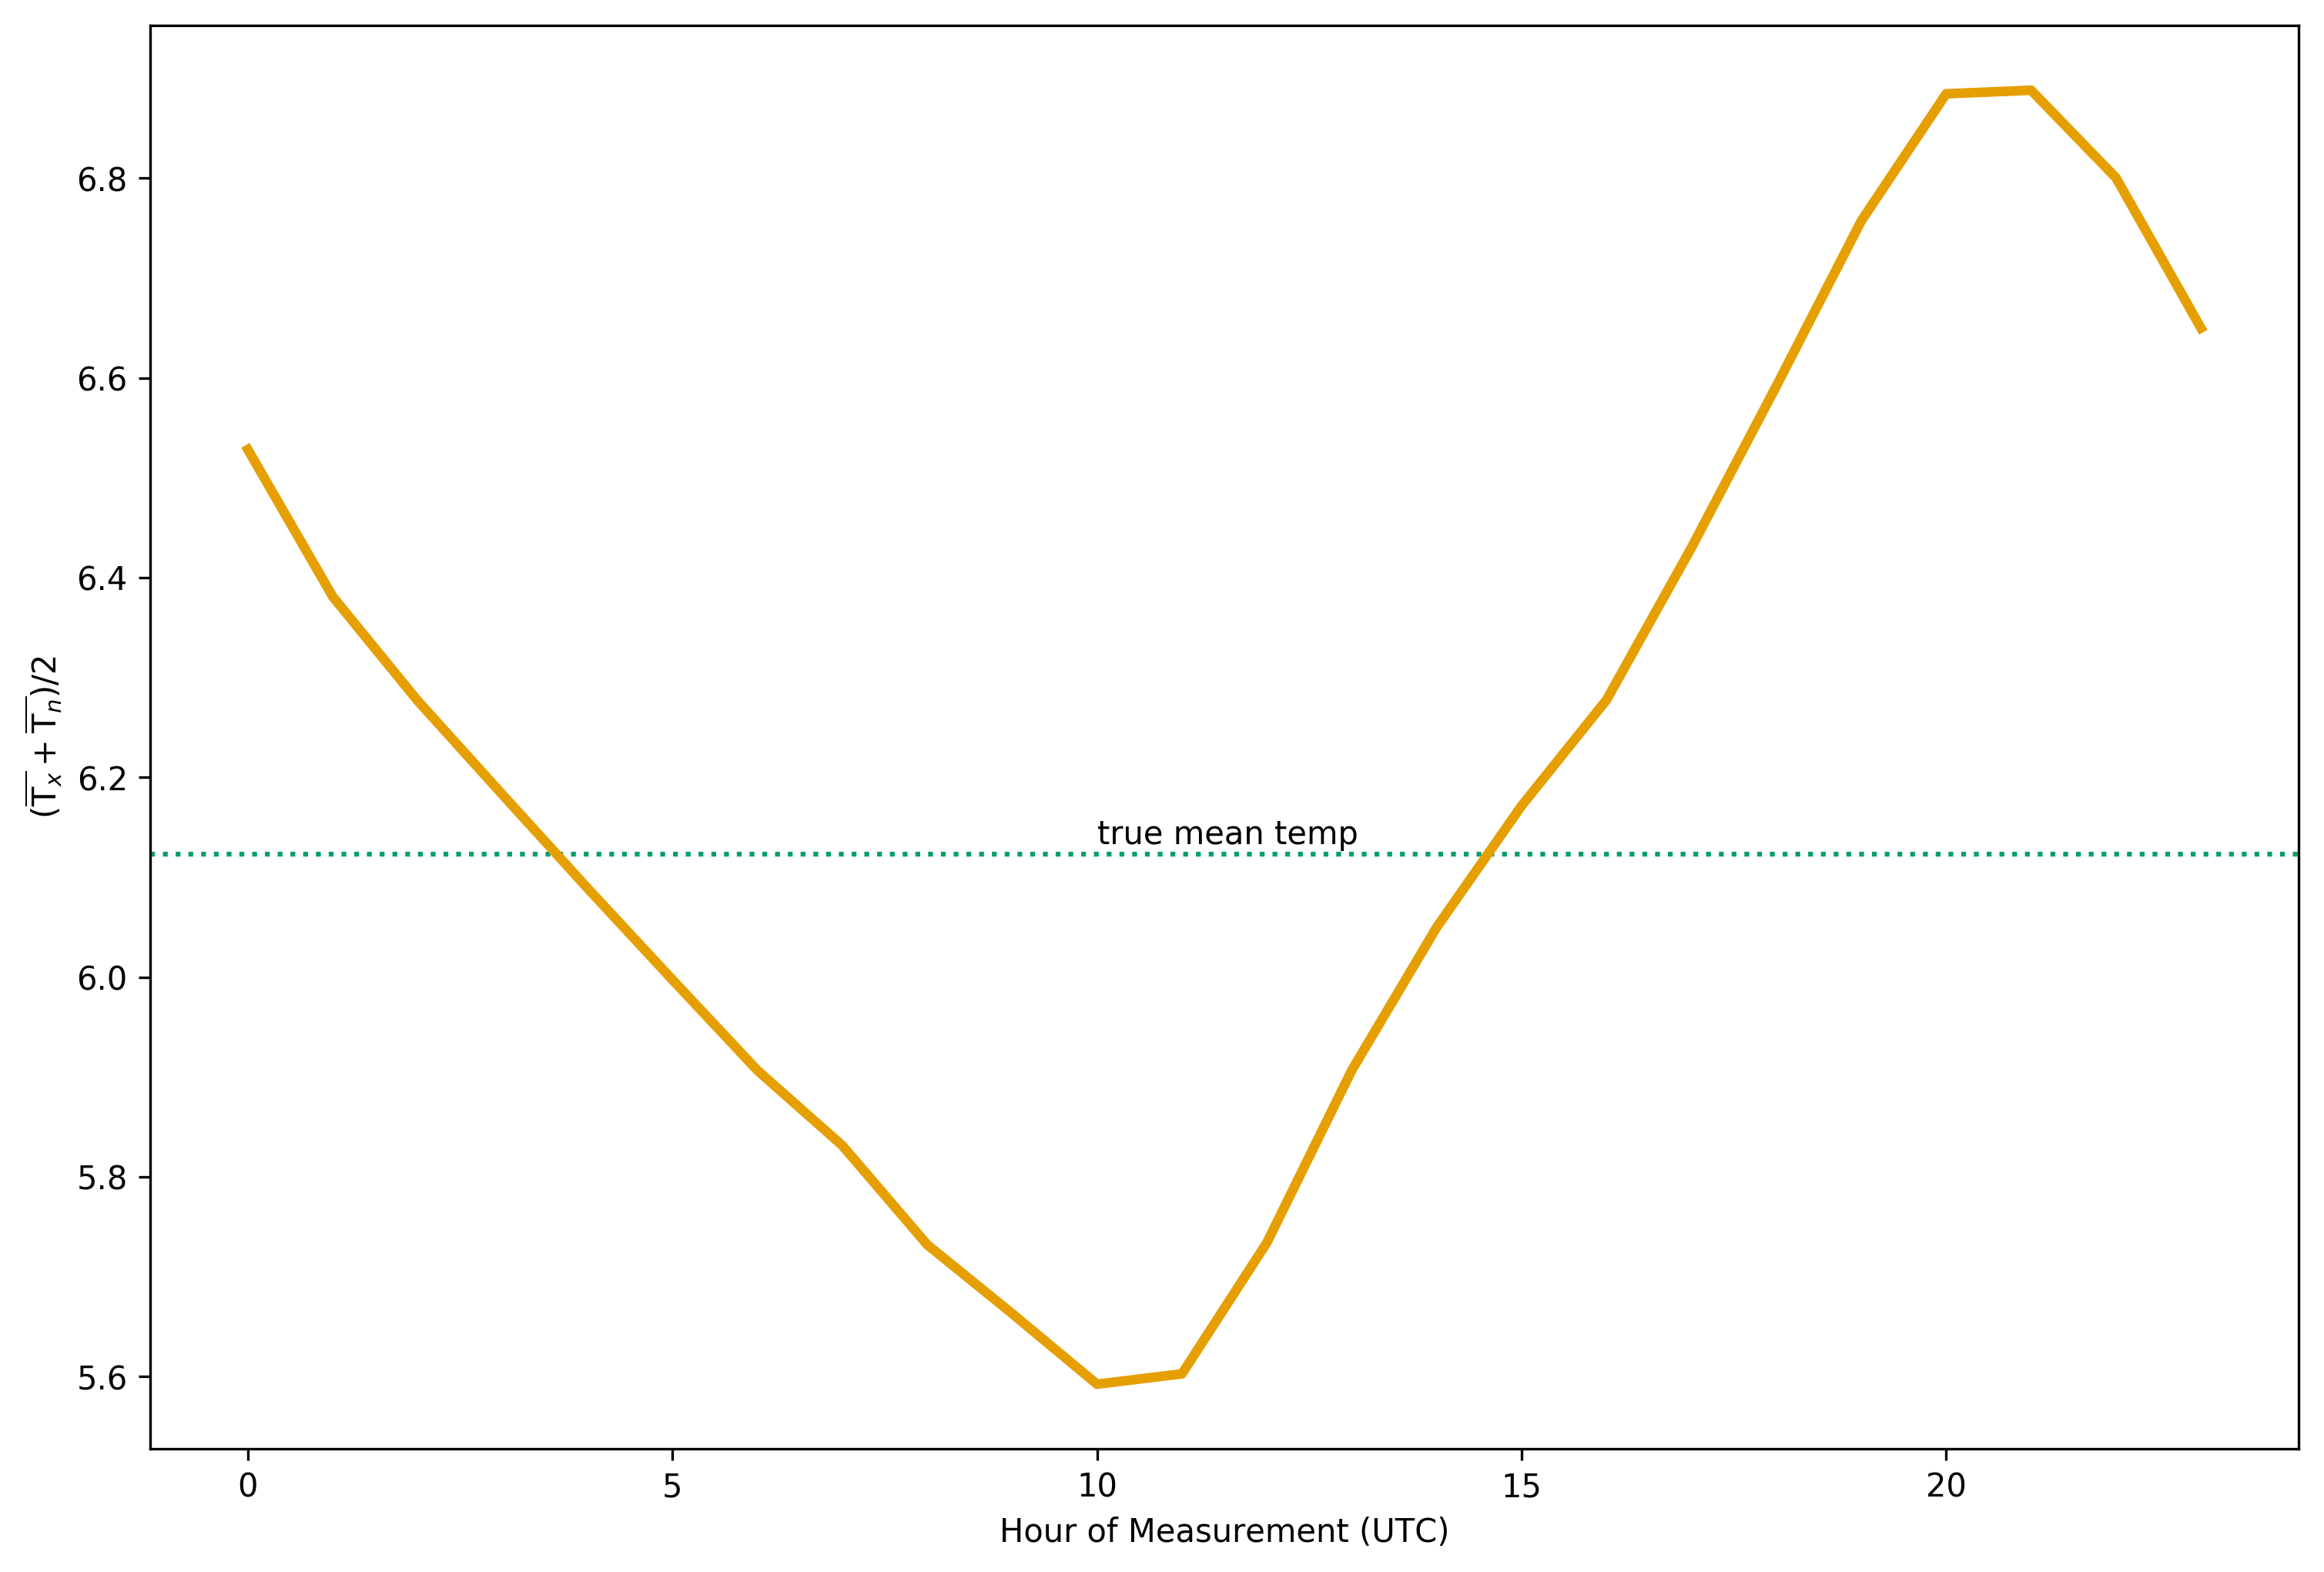 6.8
6.6
6.4
6.2
6.0
5.8
5.6
(T̅ₓ + T̅ₙ)/2
true mean temp
0 5 10 15 20
Hour of Measurement (UTC)